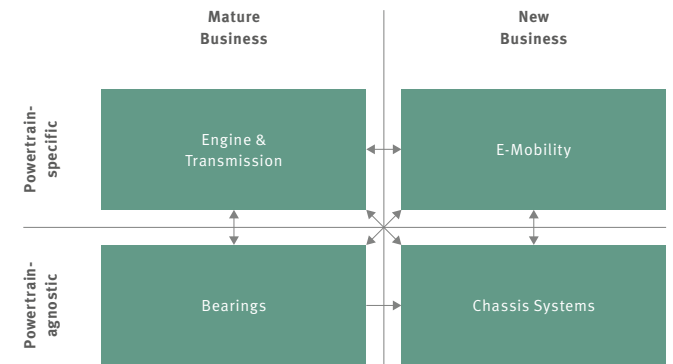 Mature
Business
New
Business
Powertrain-
specific
Engine &
Transmission
E-Mobility
Powertrain-
agnostic
Bearings
Chassis Systems